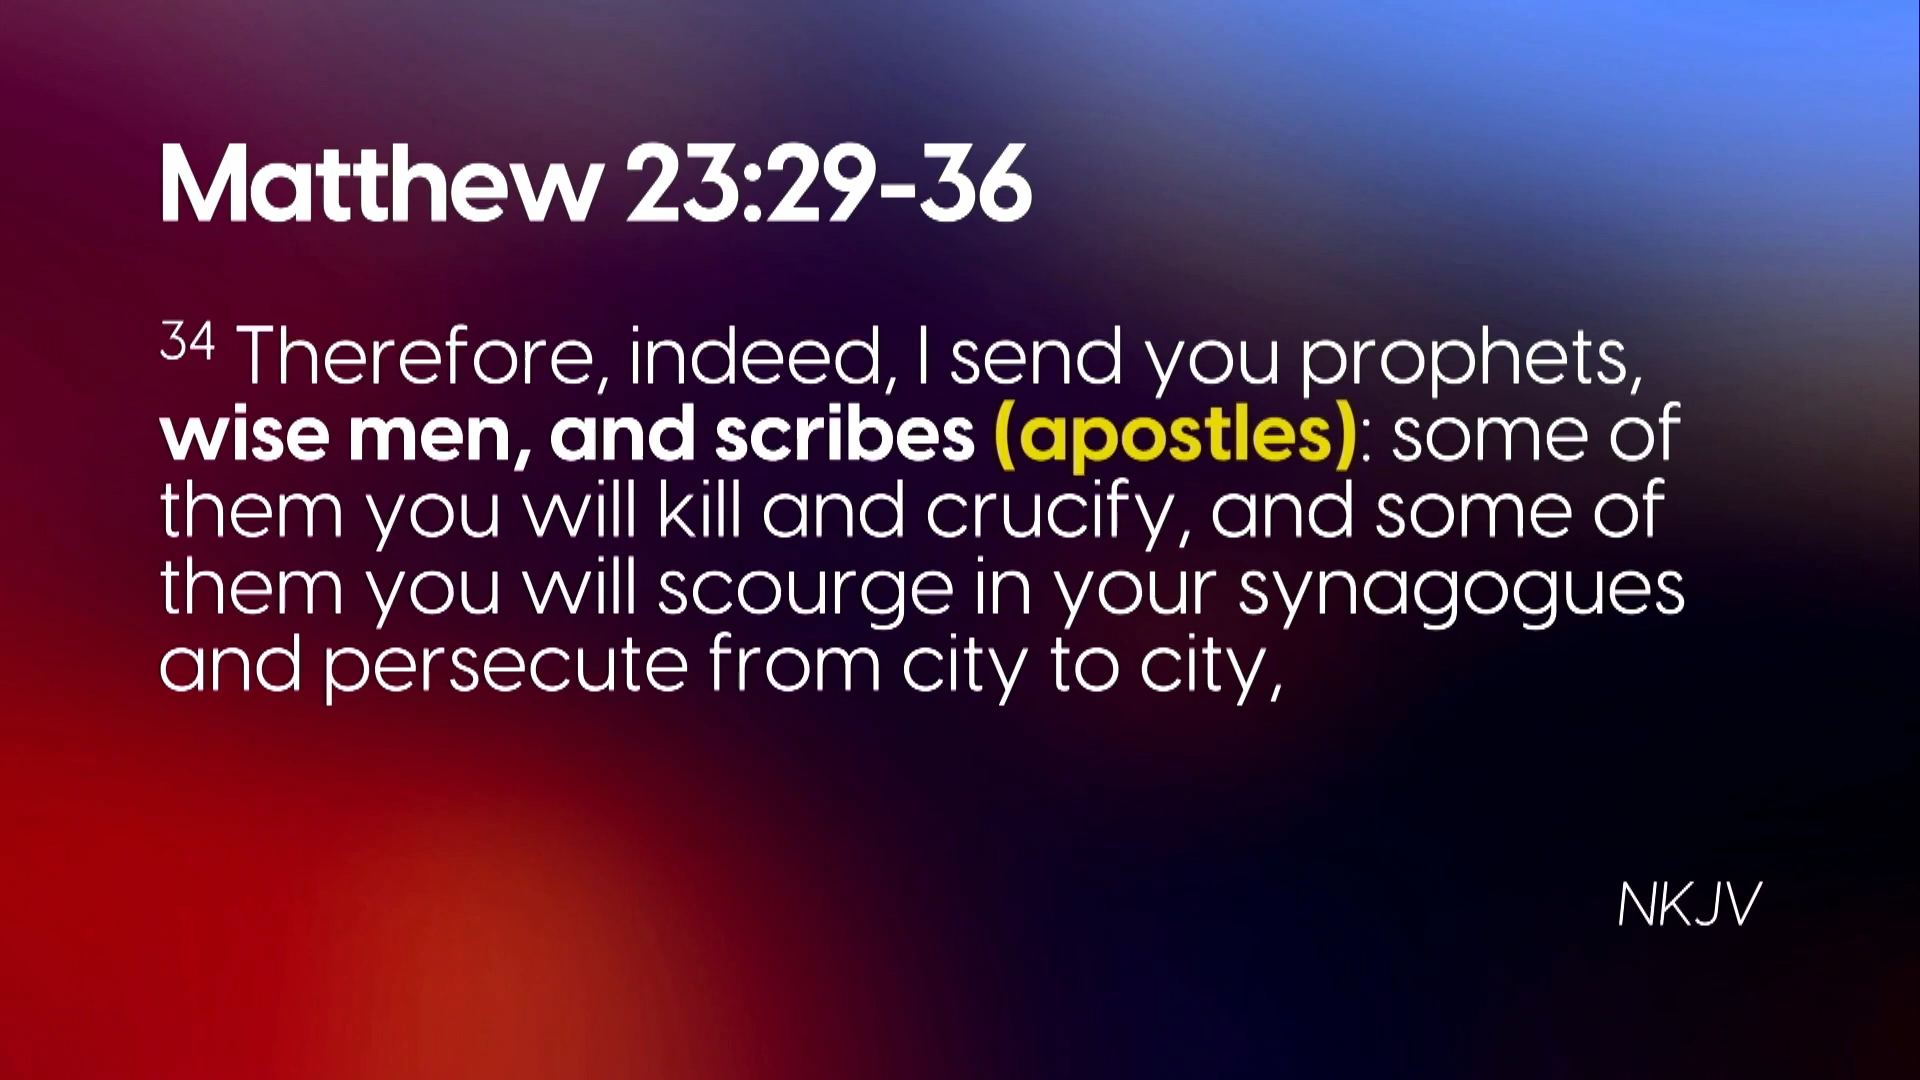 Matthew 23:29-36
34 Therefore, indeed, I send you prophets,
wise men, and scribes (apostles): some of
them you will kill and crucify, and some of
them you will scourge in your synagogues
and persecute from city to city,
NKJV